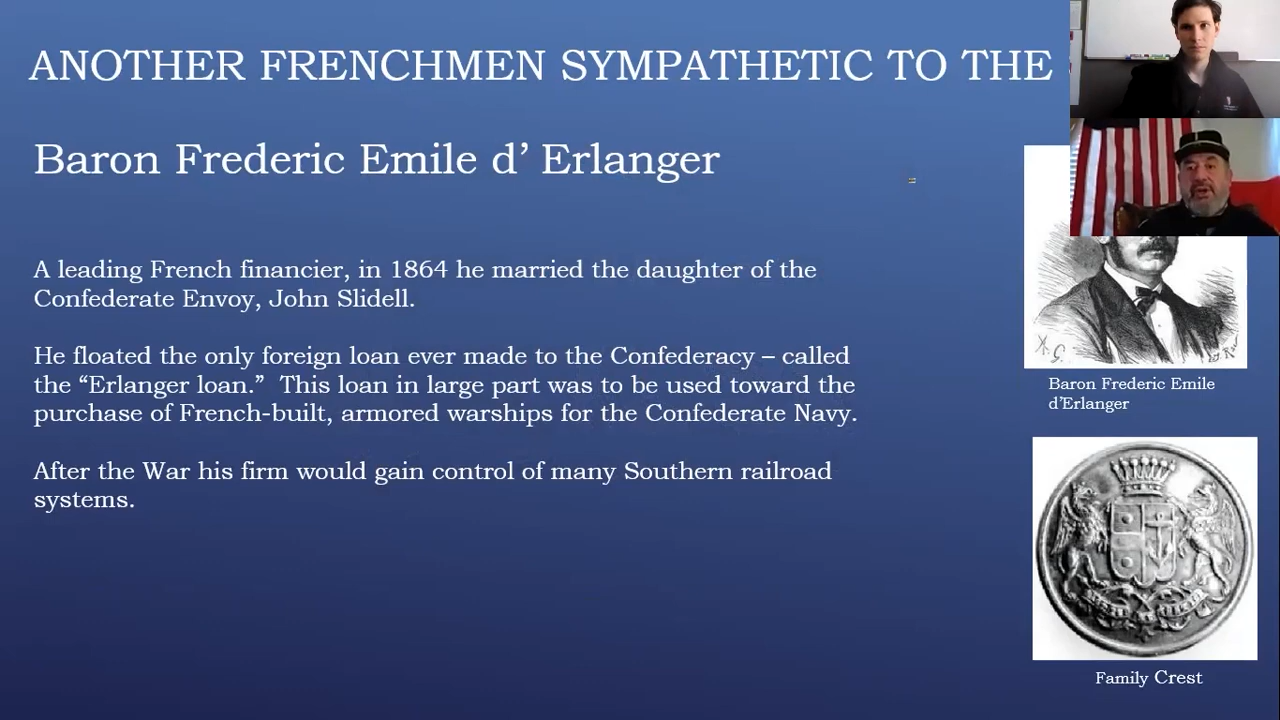 ANOTHER FRENCHMEN SYMPATHETIC TO THE
Baron Frederic Emile d’ Erlanger
A leading French financier, in 1864 he married the daughter of the
Confederate Envoy, John Slidell.
He floated the only foreign loan ever made to the Confederacy – called
the “Erlanger loan.”  This loan in large part was to be used toward the
purchase of French-built, armored warships for the Confederate Navy.
After the War his firm would gain control of many Southern railroad
systems.
Baron Frederic Emile
d’Erlanger
Family Crest